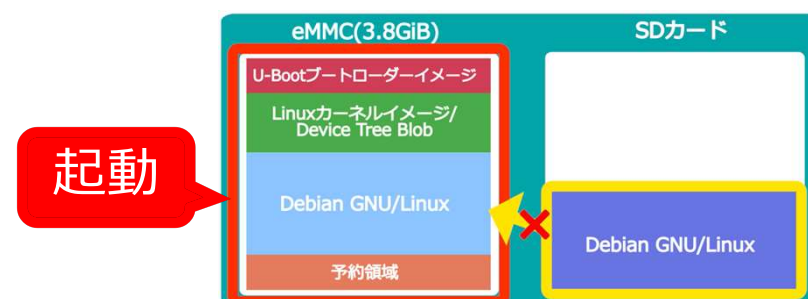 eMMC(3.8GiB)
SDカード
U-Bootブートローダーイメージ
Linuxカーネルイメージ/
Device Tree Blob
起動
Debian GNU/Linux
Debian GNU/Linux
予約領域